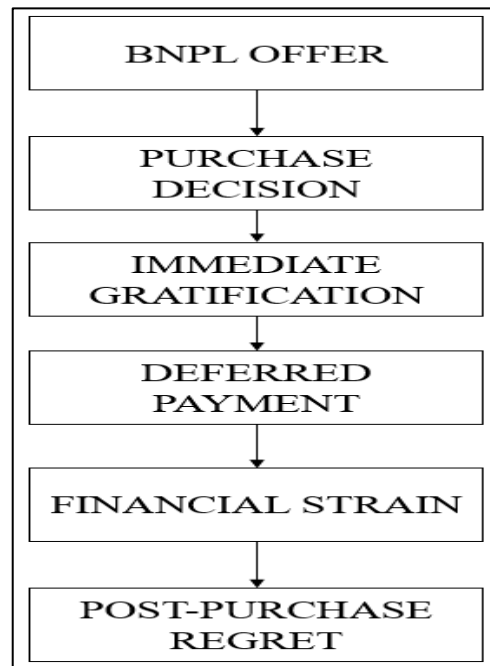 BNPL OFFER
PURCHASE
DECISION
IMMEDIATE
GRATIFICATION
DEFERRED
PAYMENT
FINANCIAL STRAIN
POST-PURCHASE
REGRET